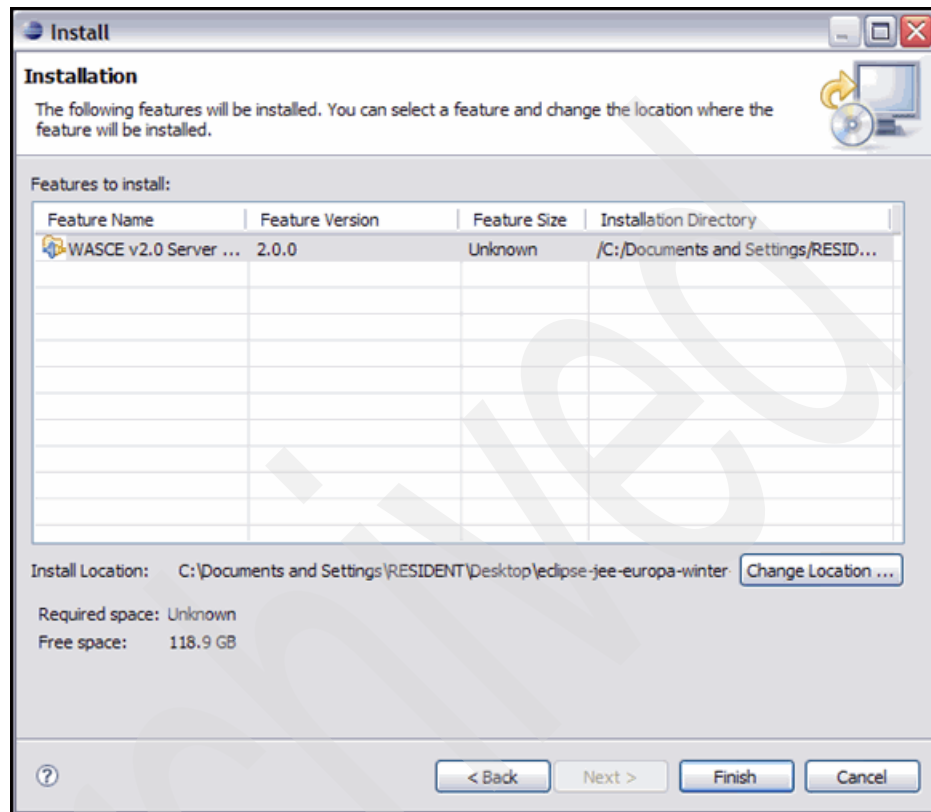 Install
Installation
The following features will be installed. You can select a feature and change the location where the
feature will be installed.
Features to install:
Feature Name Feature Version Feature Size Installation Directory
WASCE v2.0 Server ... 2.0.0 Unknown /C:/Documents and Settings/RESID...
Install Location: C:\Documents and Settings\RESIDENT\Desktop\eclipse-jee-europa-winter- Change Location ...
Required space: Unknown
Free space: 118.9 GB
? < Back Next > Finish Cancel